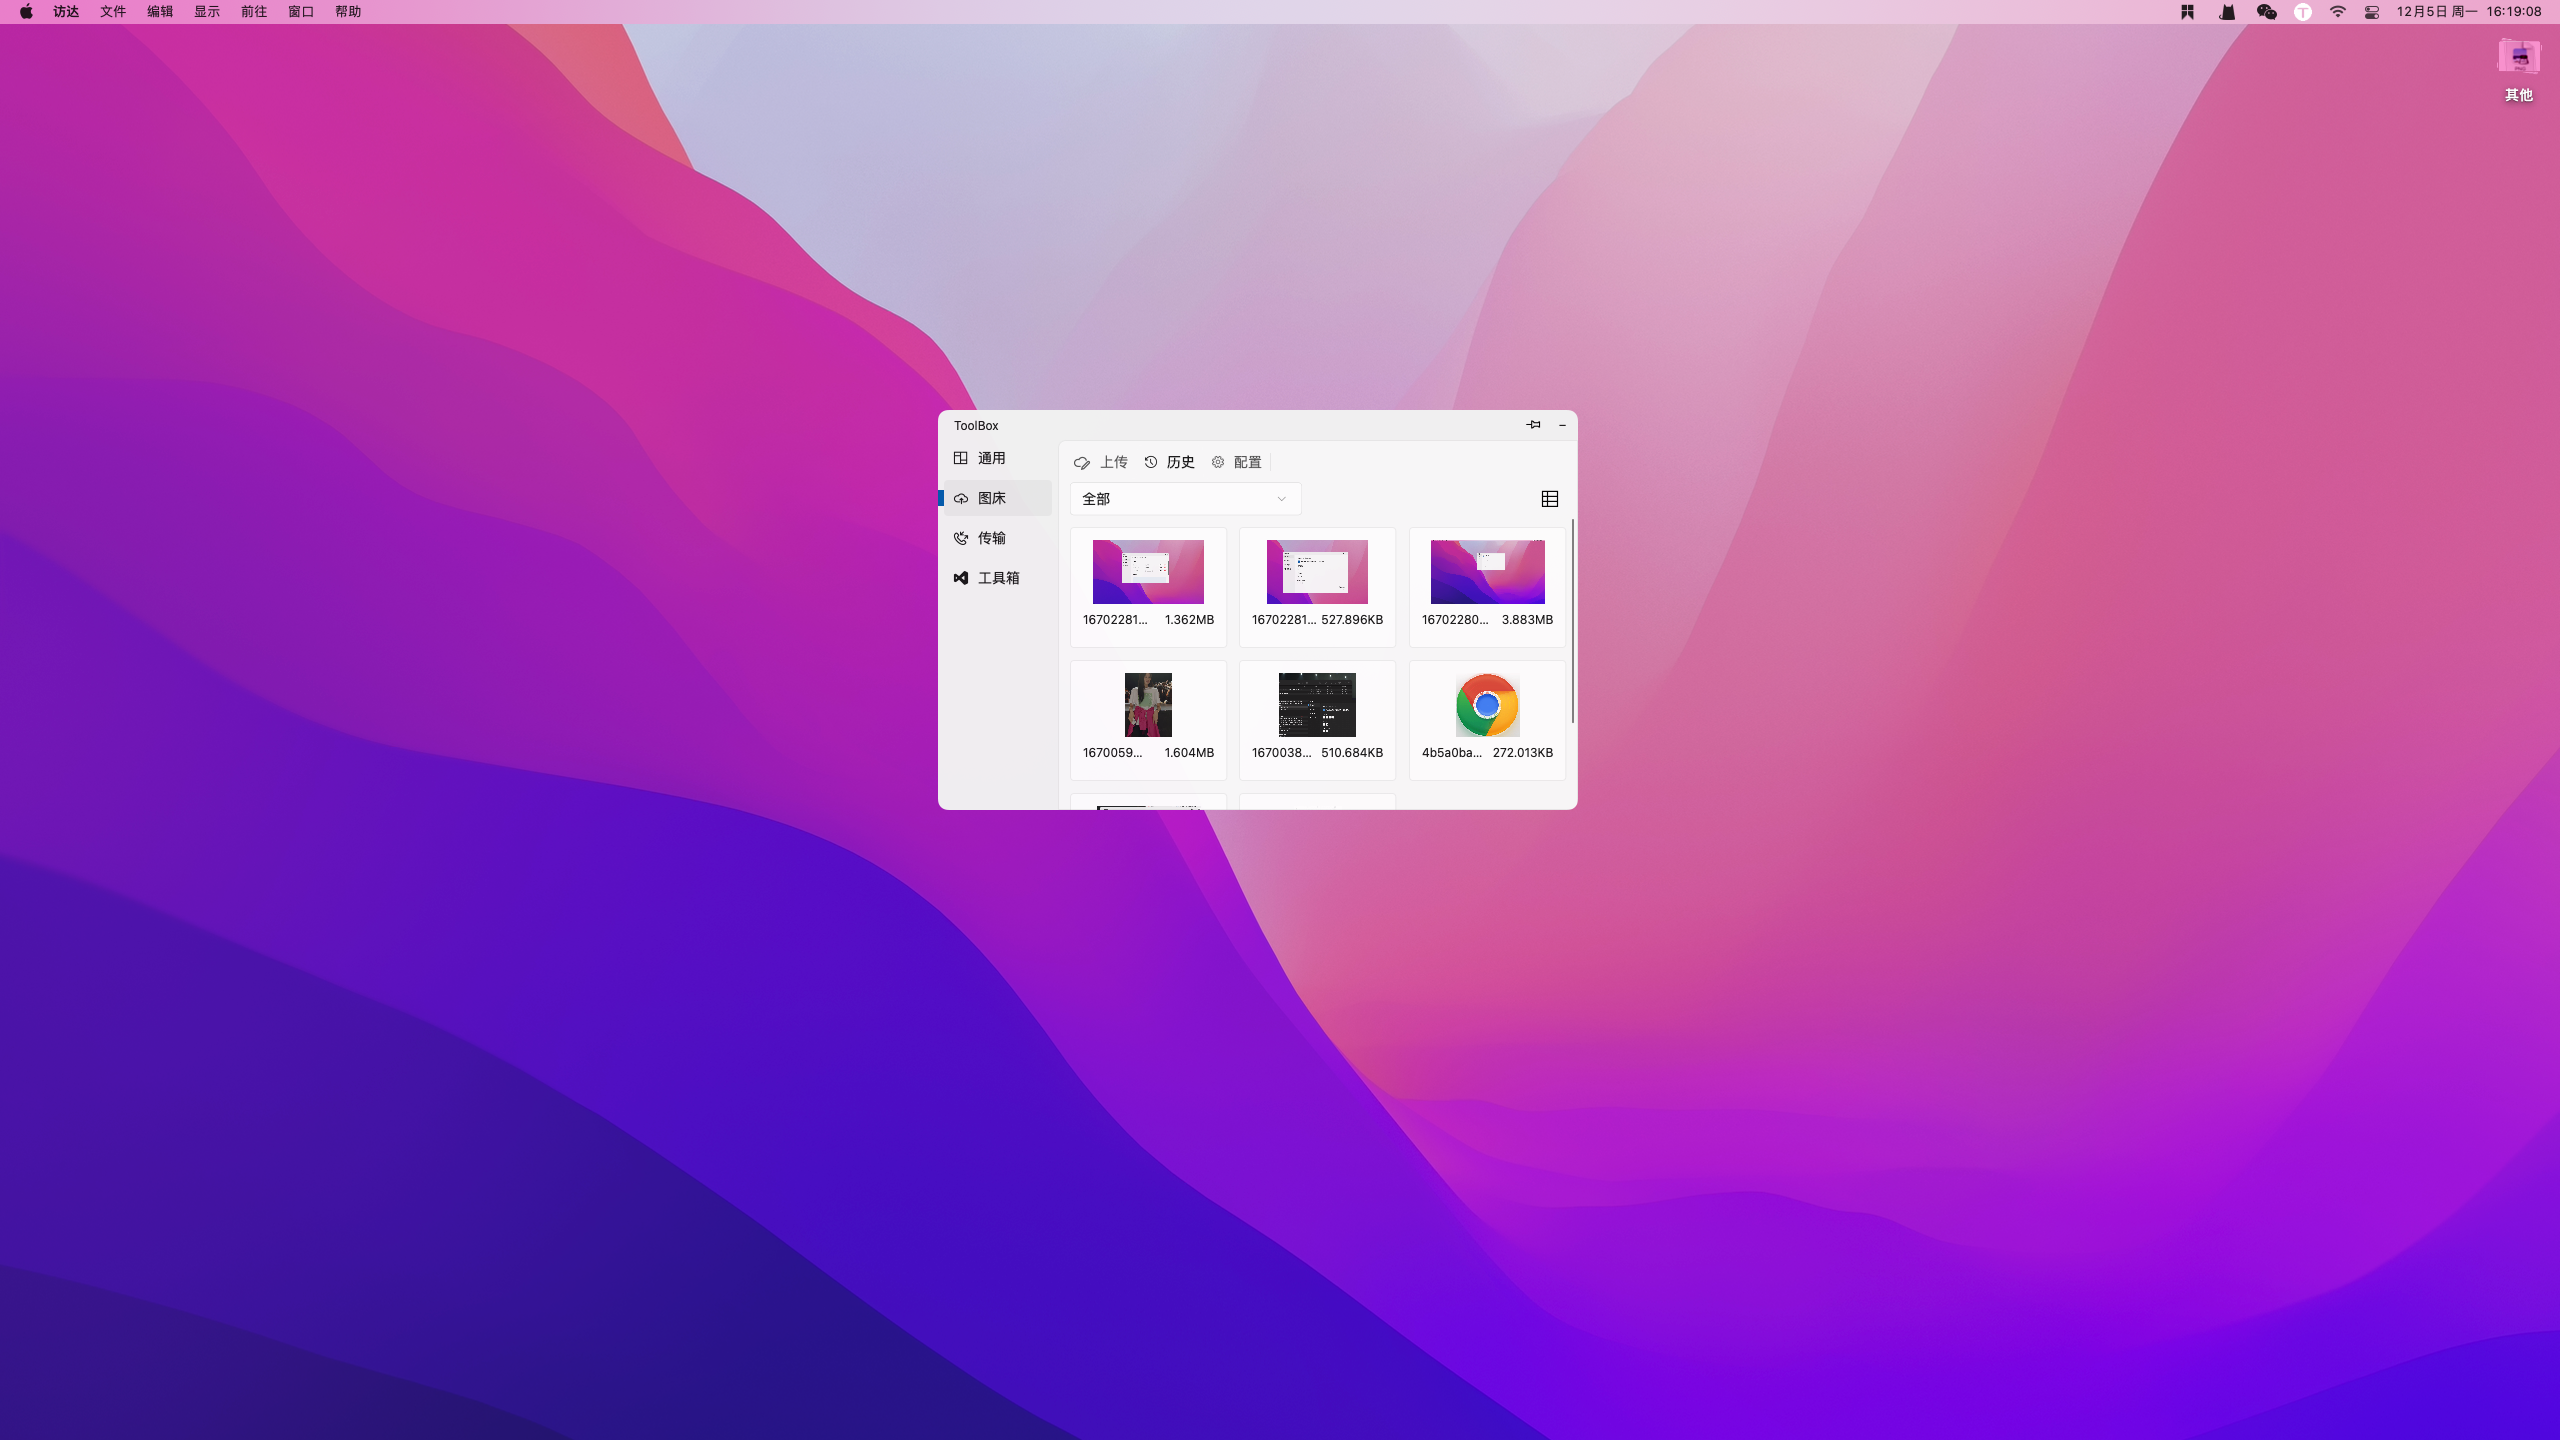 访达 文件 编辑 显示 前往 窗口 帮助 12月5日 周一 16:19:08
其他
ToolBox
通用
图床
传输
工具箱
上传 历史 配置
全部
16702281... 1.362MB
16702281... 527.896KB
16702280... 3.883MB
1670059... 1.604MB
1670038... 510.684KB
4b5a0ba... 272.013KB